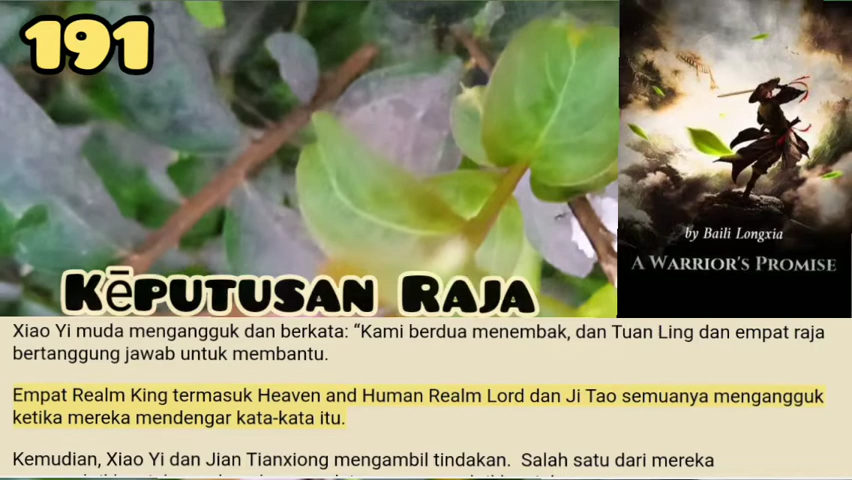 191
KēPUTUSAN RAJA
by Baili Longxia
A WARRIOR'S PROMISE
Xiao Yi muda mengangguk dan berkata: “Kami berdua menembak, dan Tuan Ling dan empat raja
bertanggung jawab untuk membantu.
Empat Realm King termasuk Heaven and Human Realm Lord dan Ji Tao semuanya mengangguk
ketika mereka mendengar kata-kata itu.
Kemudian, Xiao Yi dan Jian Tianxiong mengambil tindakan. Salah satu dari mereka